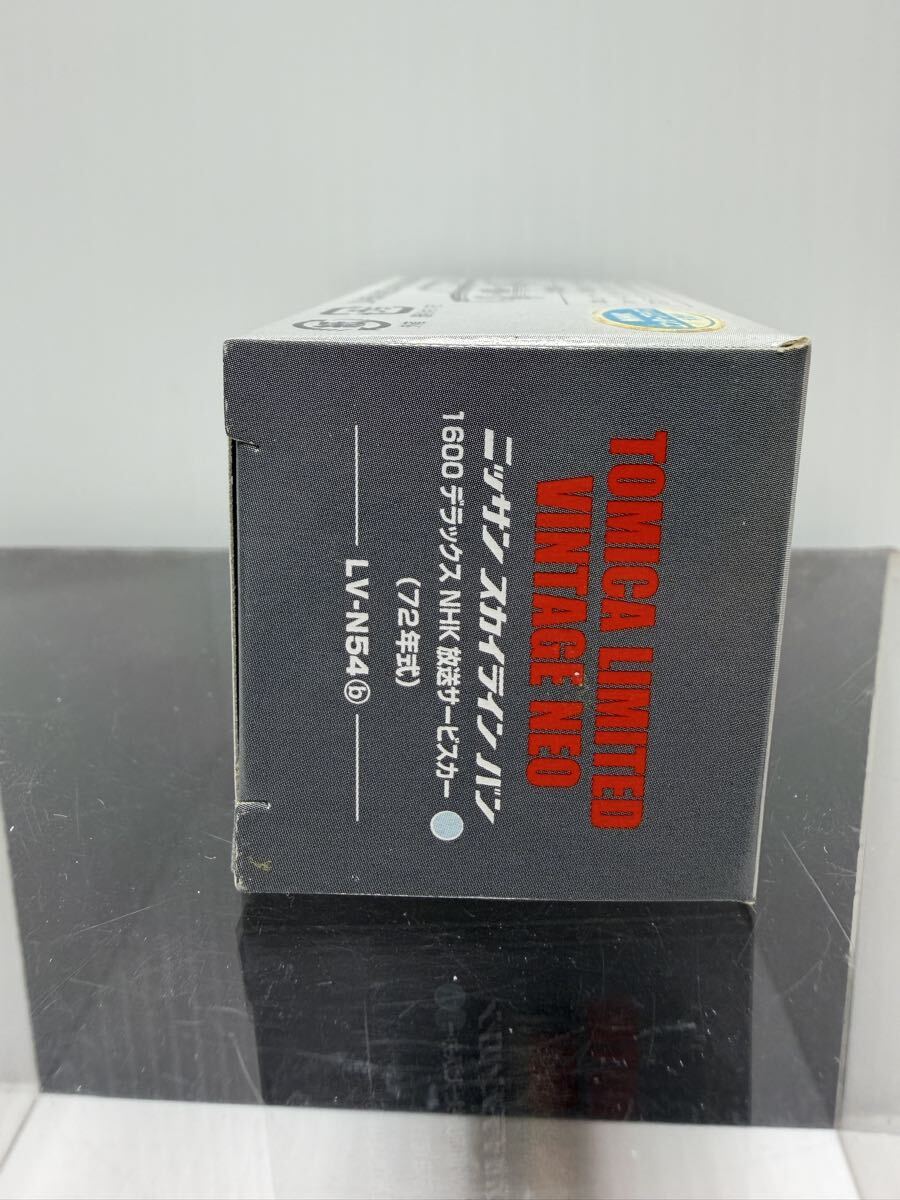 TOMICA LIMITED
VINTAGE NEO
ニッサン スカイライン バン
1600 デラックス NHK 放送サービスカー
(72年式)
LV-N54ⓑ